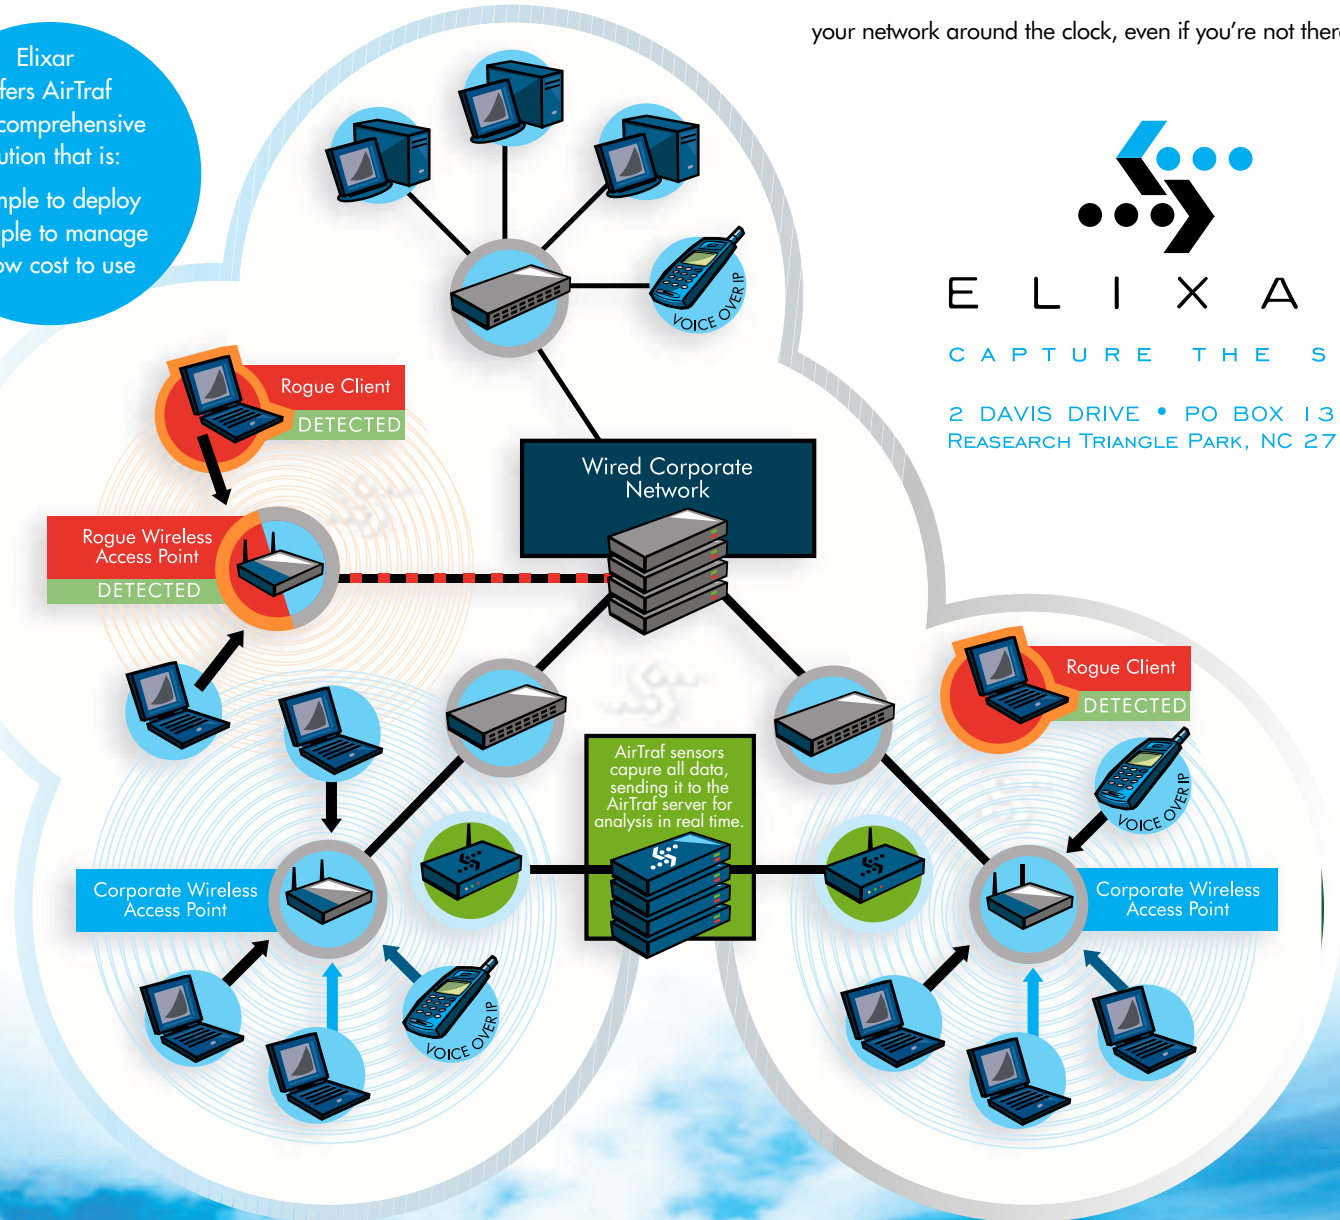 your network around the clock, even if you're not there
Elixar
fers AirTraf
comprehensive
ution that is:
nple to deploy
ple to manage
ow cost to use
VOICE OVER IP
E L I X A
CAPTURE THE S
2 DAVIS DRIVE • PO BOX 13
REASEARCH TRIANGLE PARK, NC 27
Rogue Client
DETECTED
Wired Corporate
Network
Rogue Wireless
Access Point
DETECTED
Rogue Client
DETECTED
AirTraf sensors
capure all data,
sending it to the
AirTraf server for
analysis in real time.
VOICE OVER IP
Corporate Wireless
Access Point
Corporate Wireless
Access Point
VOICE OVER IP